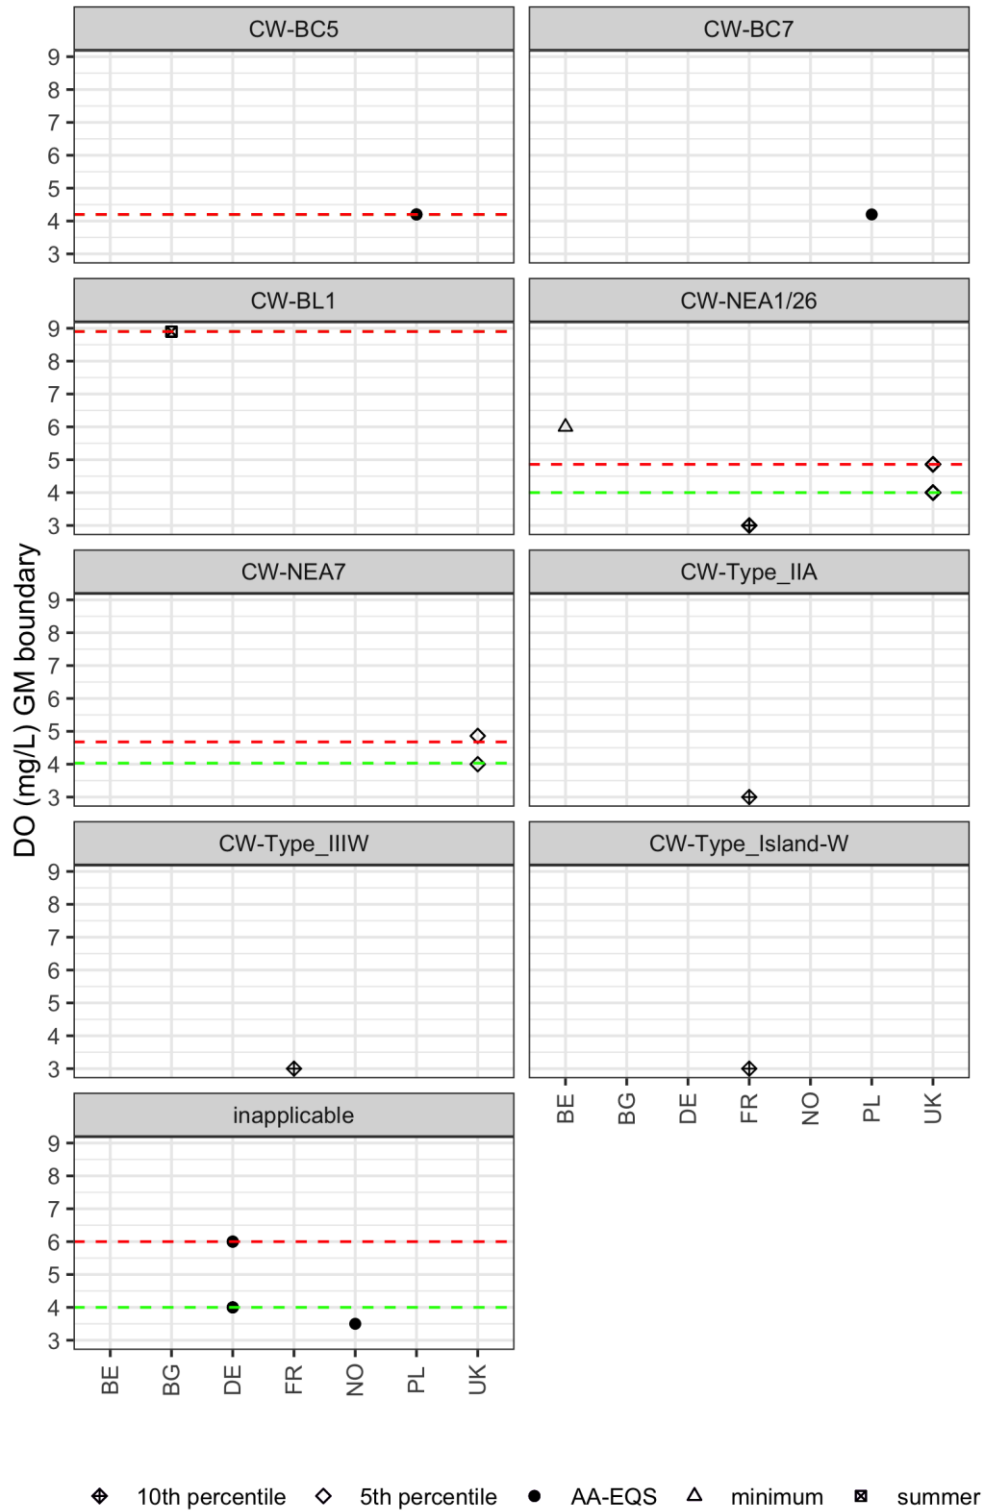 CW-BC5
CW-BC7
9
8
7
6
5
4
3
CW-BL1
CW-NEA1/26
9
8
7
6
5
4
3
CW-NEA7
CW-Type_IIA
9
8
7
6
5
4
3
CW-Type_IIIW
CW-Type_Island-W
9
8
7
6
5
4
3
BE
BG
DE
FR
NO
PL
UK
inapplicable
9
8
7
6
5
4
3
BE
BG
DE
FR
NO
PL
UK
DO (mg/L) GM boundary
10th percentile 5th percentile AA-EQS minimum summer